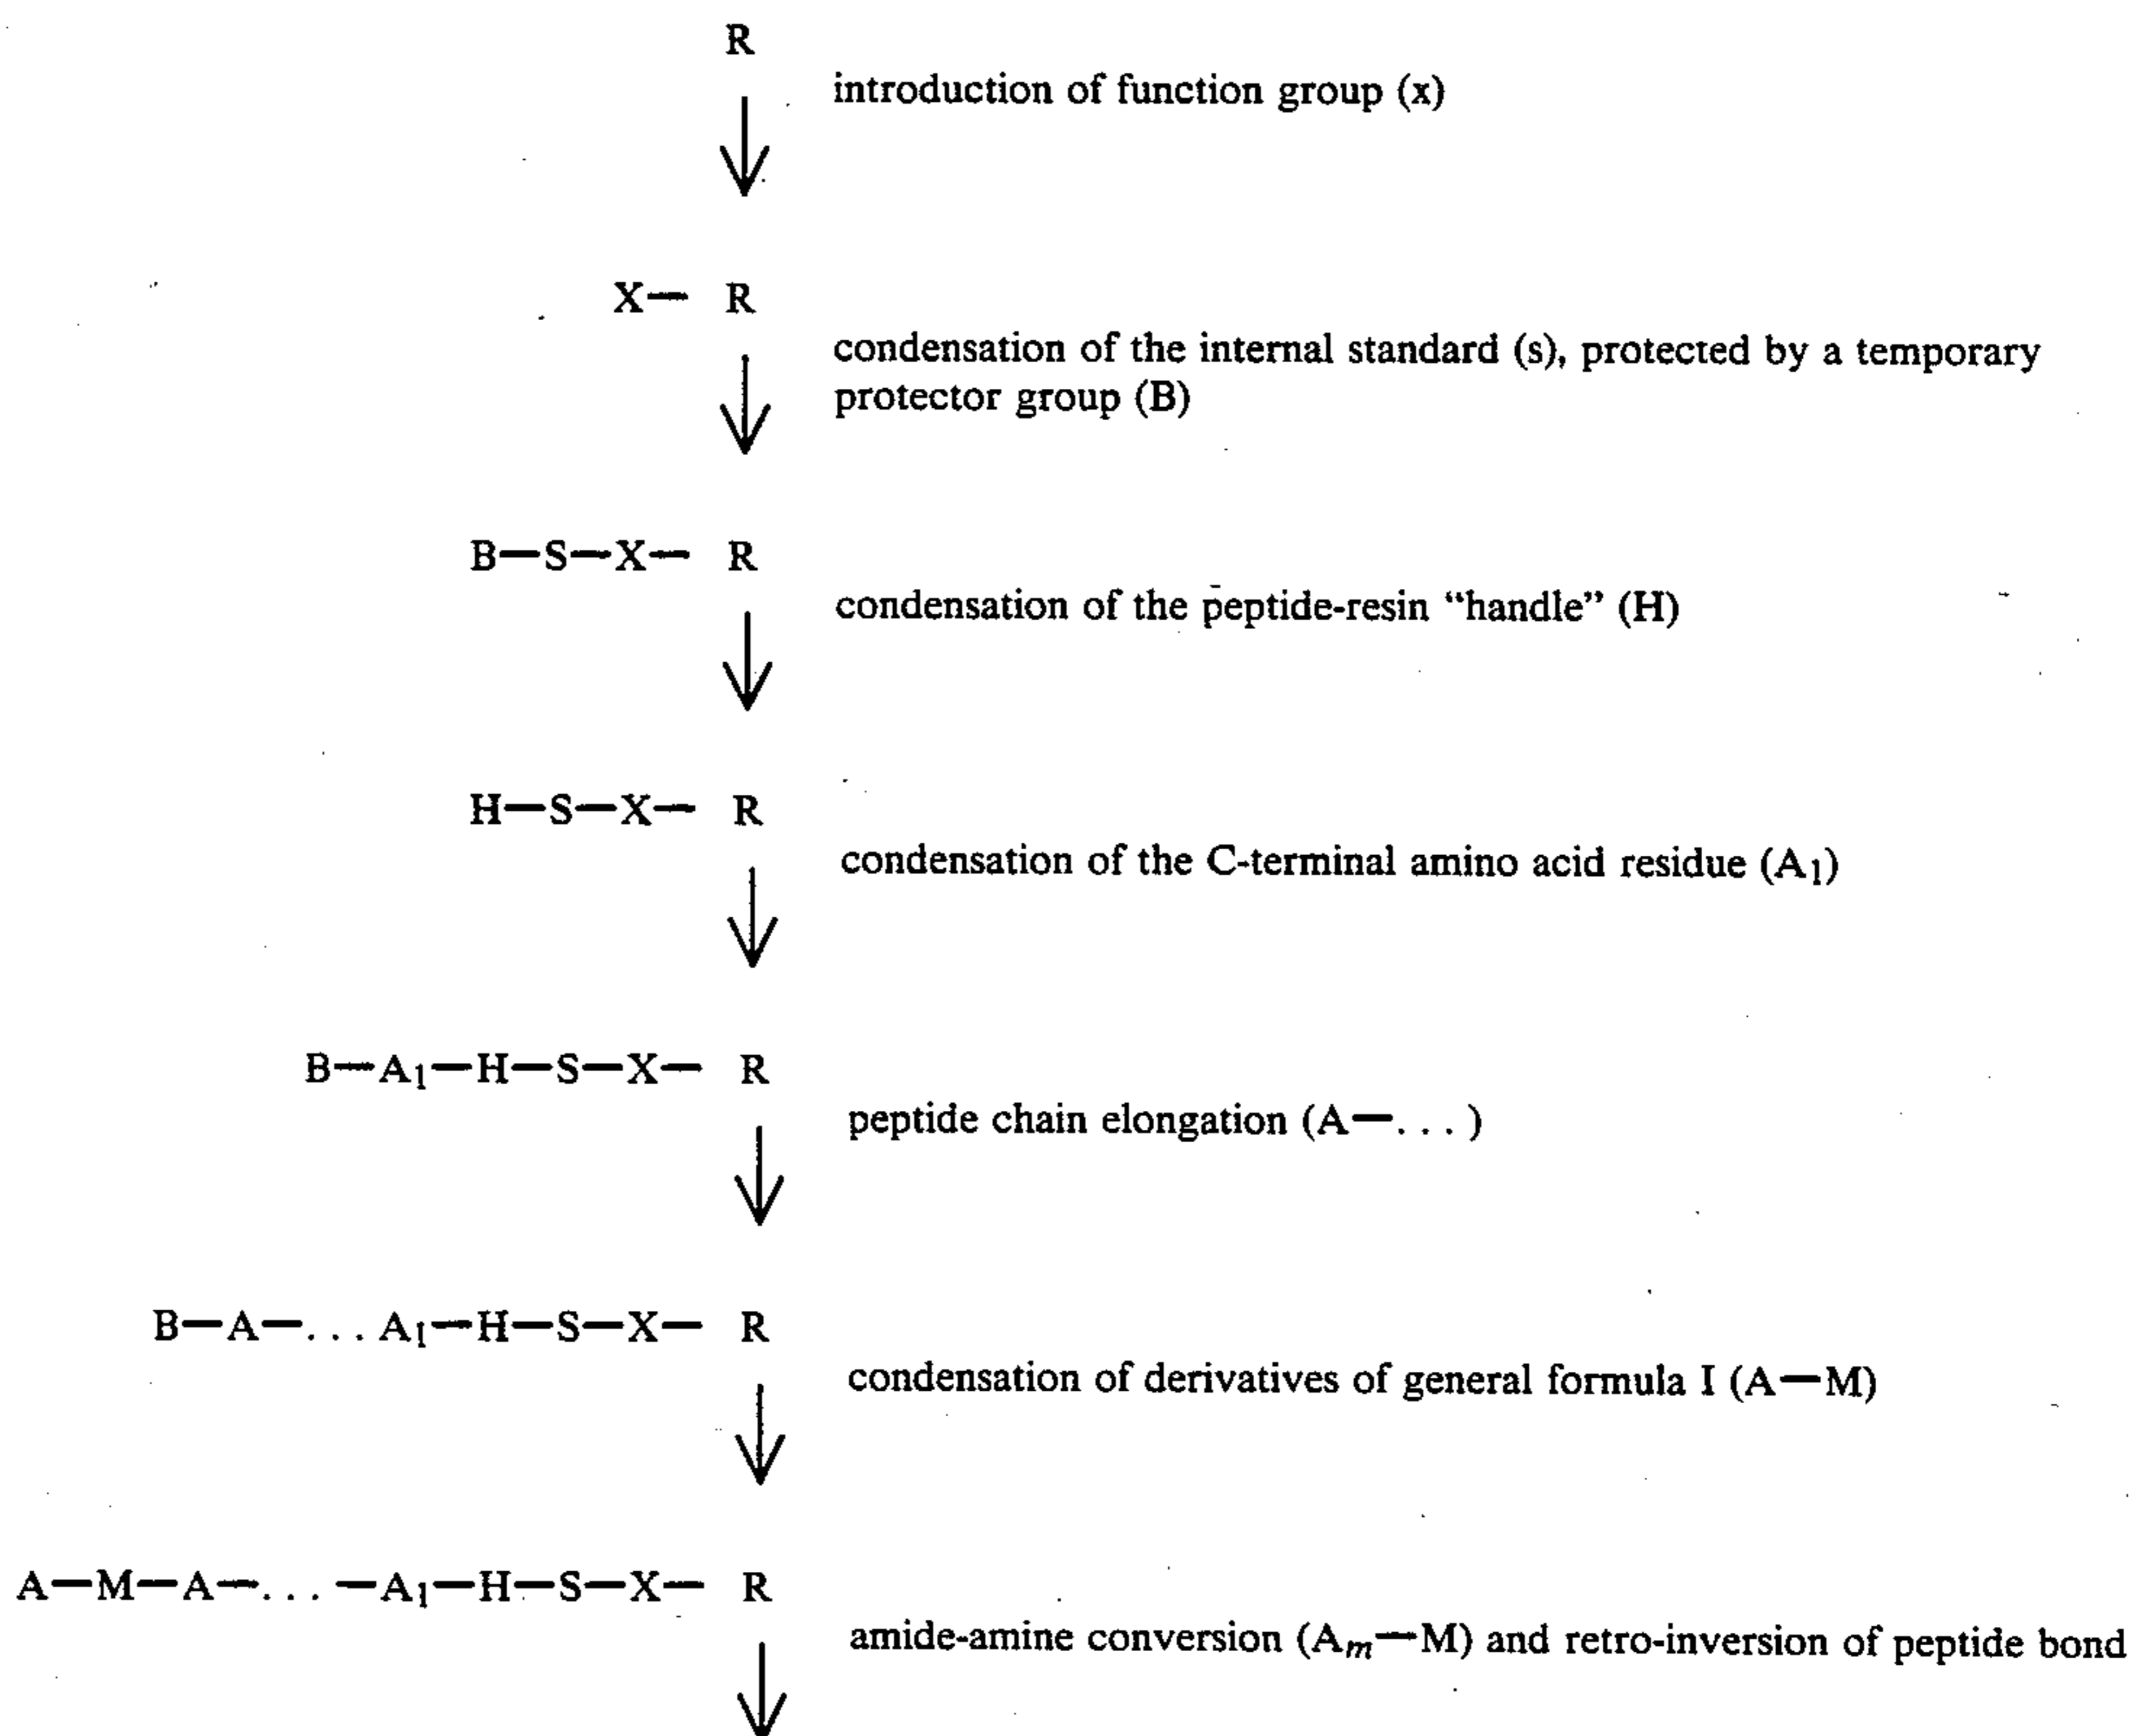 R
introduction of function group (x)
X— R
condensation of the internal standard (s), protected by a temporary
protector group (B)
B—S—X— R
condensation of the peptide-resin “handle” (H)
H—S—X— R
condensation of the C-terminal amino acid residue (A₁)
B—A₁—H—S—X— R
peptide chain elongation (A—. . . )
B—A—. . . A₁—H—S—X— R
condensation of derivatives of general formula I (A—M)
A—M—A—. . . —A₁—H—S—X— R
amide-amine conversion (Aₘ—M) and retro-inversion of peptide bond